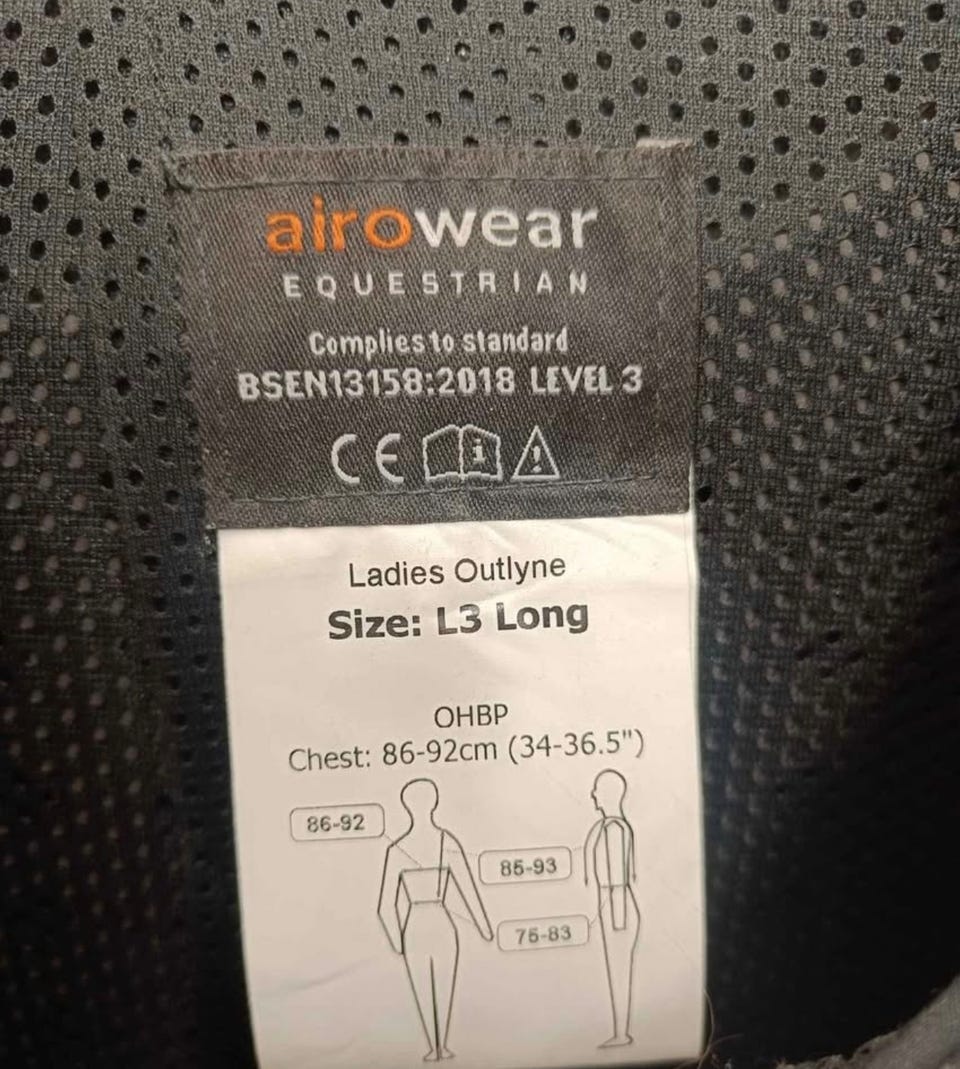 airowear
EQUESTRIAN
Complies to standard
BSEN13158:2018 LEVEL 3
CE i !
Ladies Outlyne
Size: L3 Long
OHBP
Chest: 86-92cm (34-36.5")
86-92
85-93
75-83